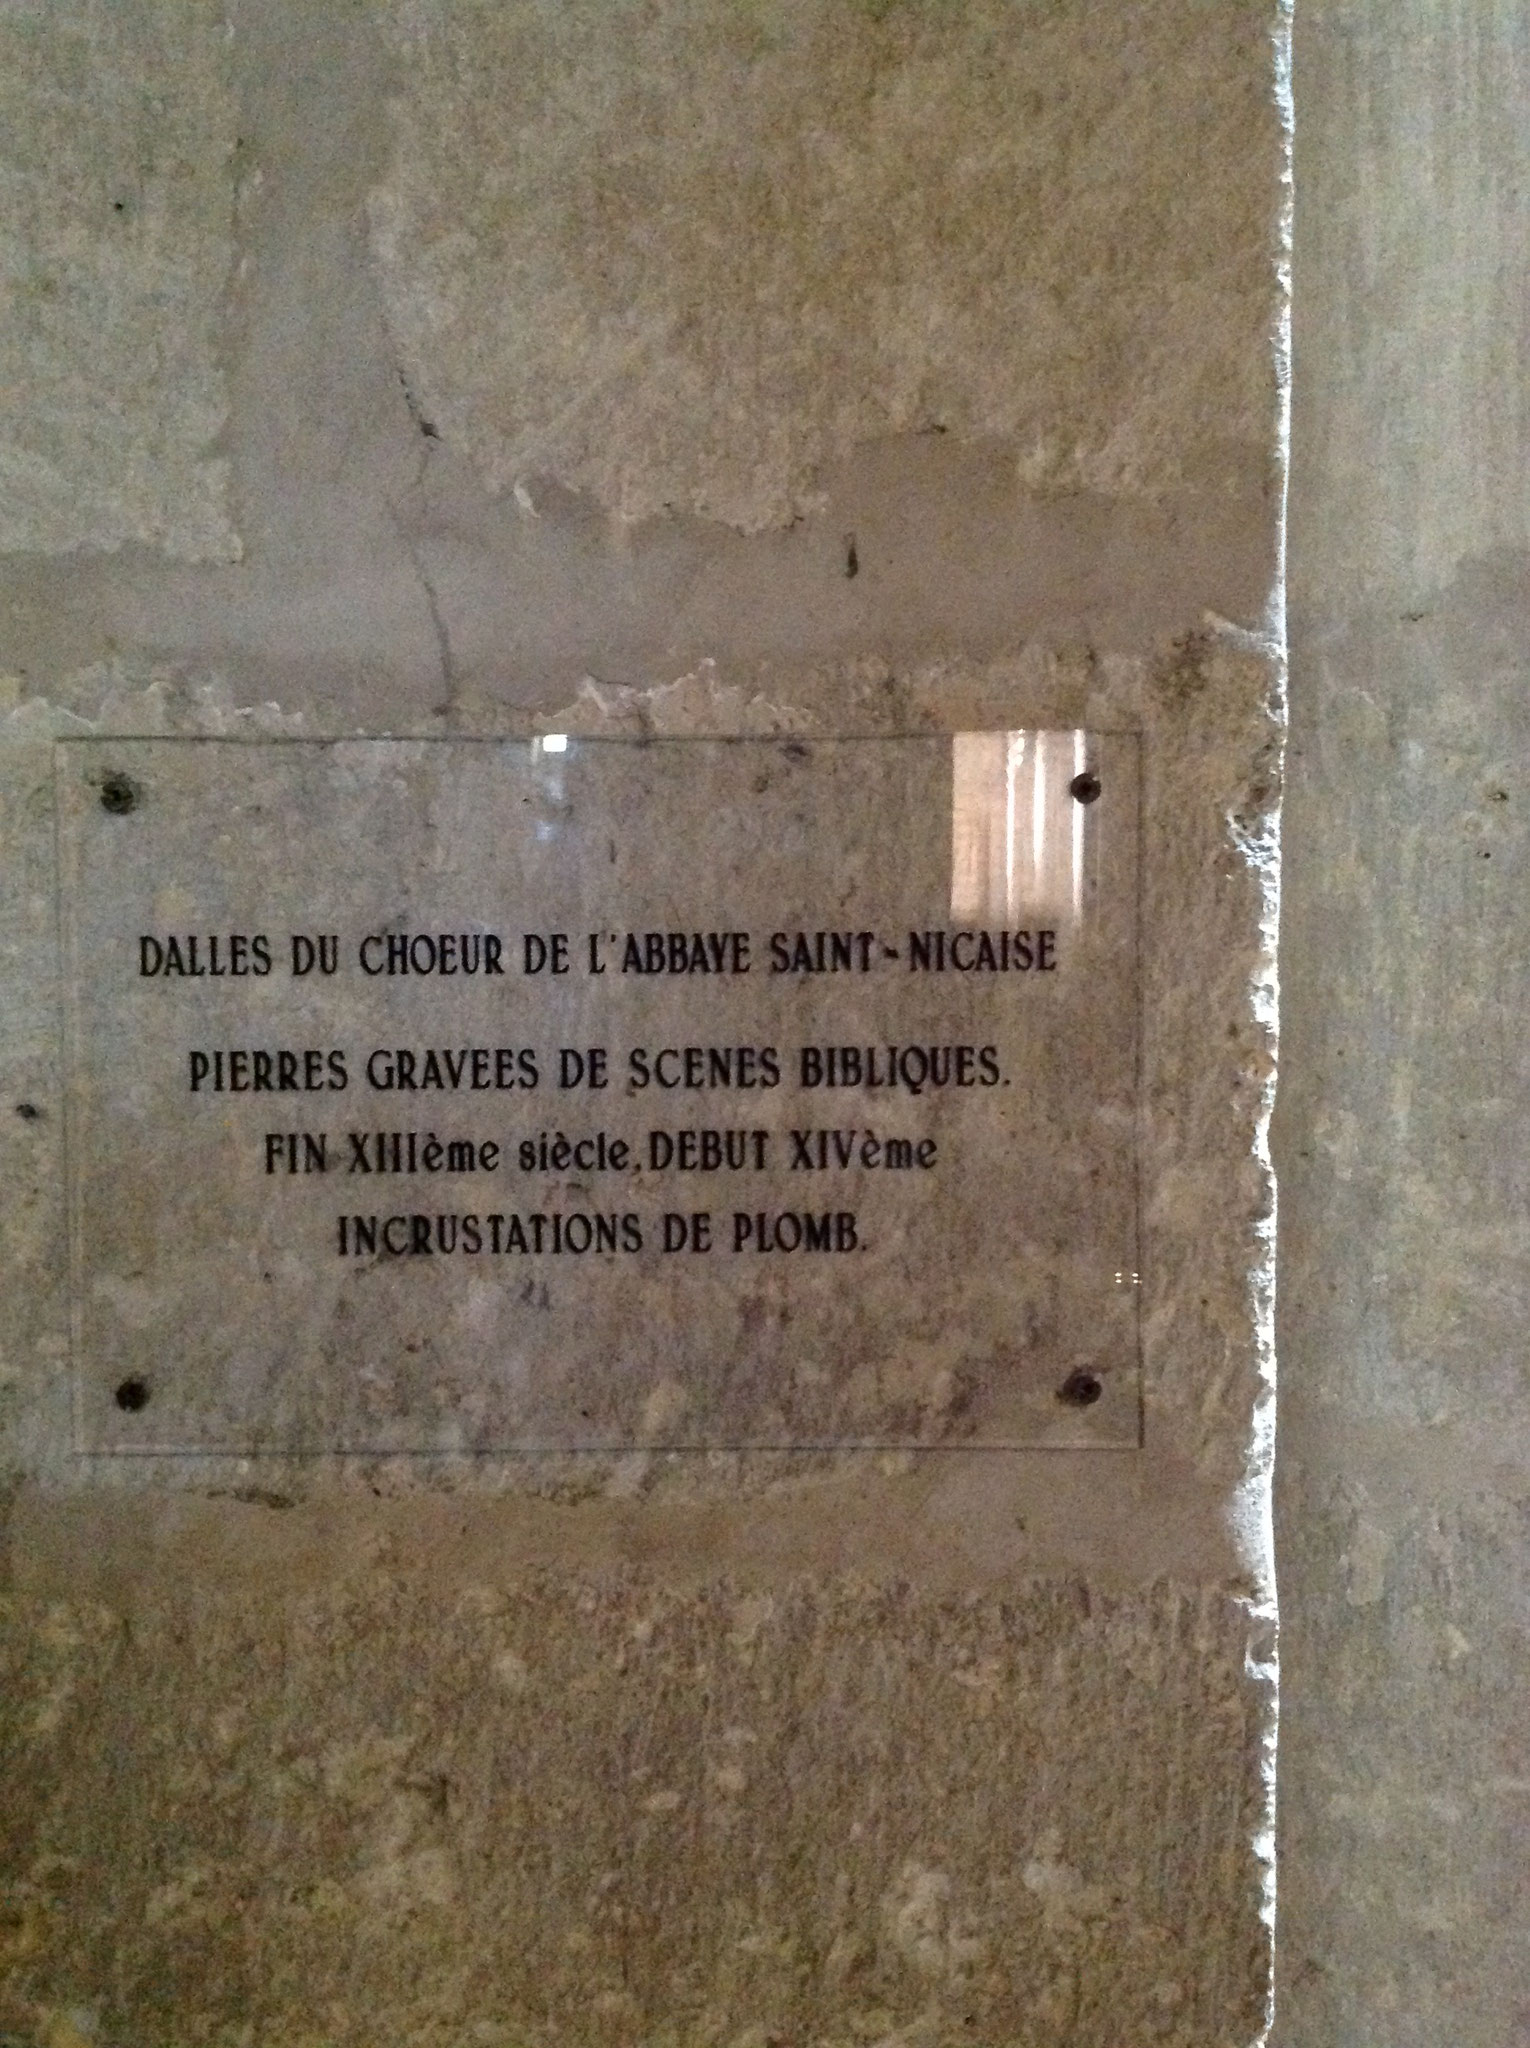 DALLES DU CHOEUR DE L'ABBAYE SAINT-NICAISE
PIERRES GRAVEES DE SCENES BIBLIQUES.
FIN XIIIème siècle, DEBUT XIVème
INCRUSTATIONS DE PLOMB.